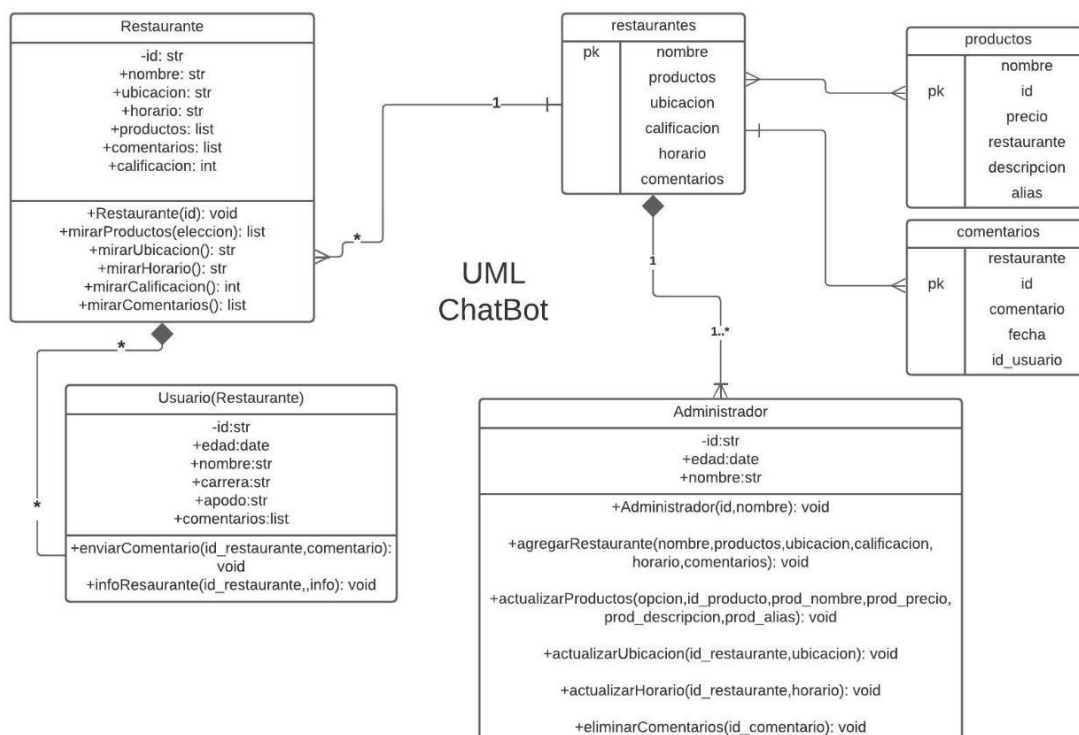 Restaurante
-id: str
+nombre: str
+ubicacion: str
+horario: str
+productos: list
+comentarios: list
+calificacion: int
+Restaurante(id): void
+mirarProductos(eleccion): list
+mirarUbicacion(): str
+mirarHorario(): str
+mirarCalificacion(): int
+mirarComentarios(): list
*
*
Usuario(Restaurante)
-id:str
+edad:date
+nombre:str
+carrera:str
+apodo:str
+comentarios:list
+enviarComentario(id_restaurante,comentario):
void
+infoResaurante(id_restaurante,,info): void
1
*
UML
ChatBot
restaurantes
pk
nombre
productos
ubicacion
calificacion
horario
comentarios
1
1..*
productos
nombre
pk
id
precio
restaurante
descripcion
alias
comentarios
restaurante
pk
id
comentario
fecha
id_usuario
Administrador
-id:str
+edad:date
+nombre:str
+Administrador(id,nombre): void
+agregarRestaurante(nombre,productos,ubicacion,calificacion,
horario,comentarios): void
+actualizarProductos(opcion,id_producto,prod_nombre,prod_precio,
prod_descripcion,prod_alias): void
+actualizarUbicacion(id_restaurante,ubicacion): void
+actualizarHorario(id_restaurante,horario): void
+eliminarComentarios(id_comentario): void